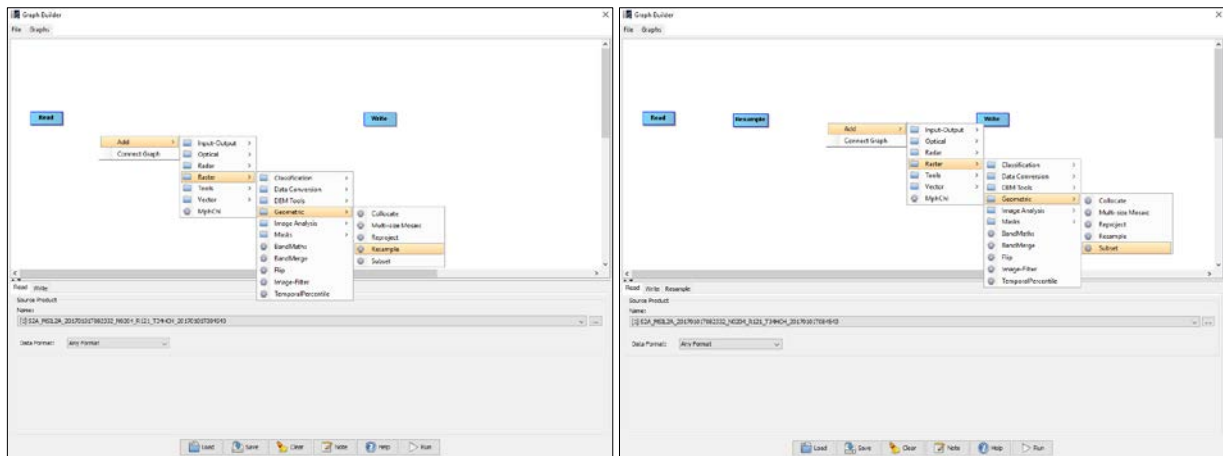 Graph Builder
File Graphs
Read
Write
Add
Connect Graph
Input-Output
Optical
Radar
Raster
Tools
Vector
MphChl
Classification
Data Conversion
DEM Tools
Geometric
Image Analysis
Masks
BandMaths
BandMerge
Flip
Image-Filter
TemporalPercentile
Collocate
Multi-size Mosaic
Reproject
Resample
Subset
Read Write
Source Product
Name:
Data Format: Any Format
Load Save Clear Note Help Run
Graph Builder
File Graphs
Read
Resample
Write
Add
Connect Graph
Input-Output
Optical
Radar
Raster
Tools
Vector
MphChl
Classification
Data Conversion
DEM Tools
Geometric
Image Analysis
Masks
BandMaths
BandMerge
Flip
Image-Filter
TemporalPercentile
Collocate
Multi-size Mosaic
Reproject
Resample
Subset
Read Write Resample
Source Product
Name:
Data Format: Any Format
Load Save Clear Note Help Run